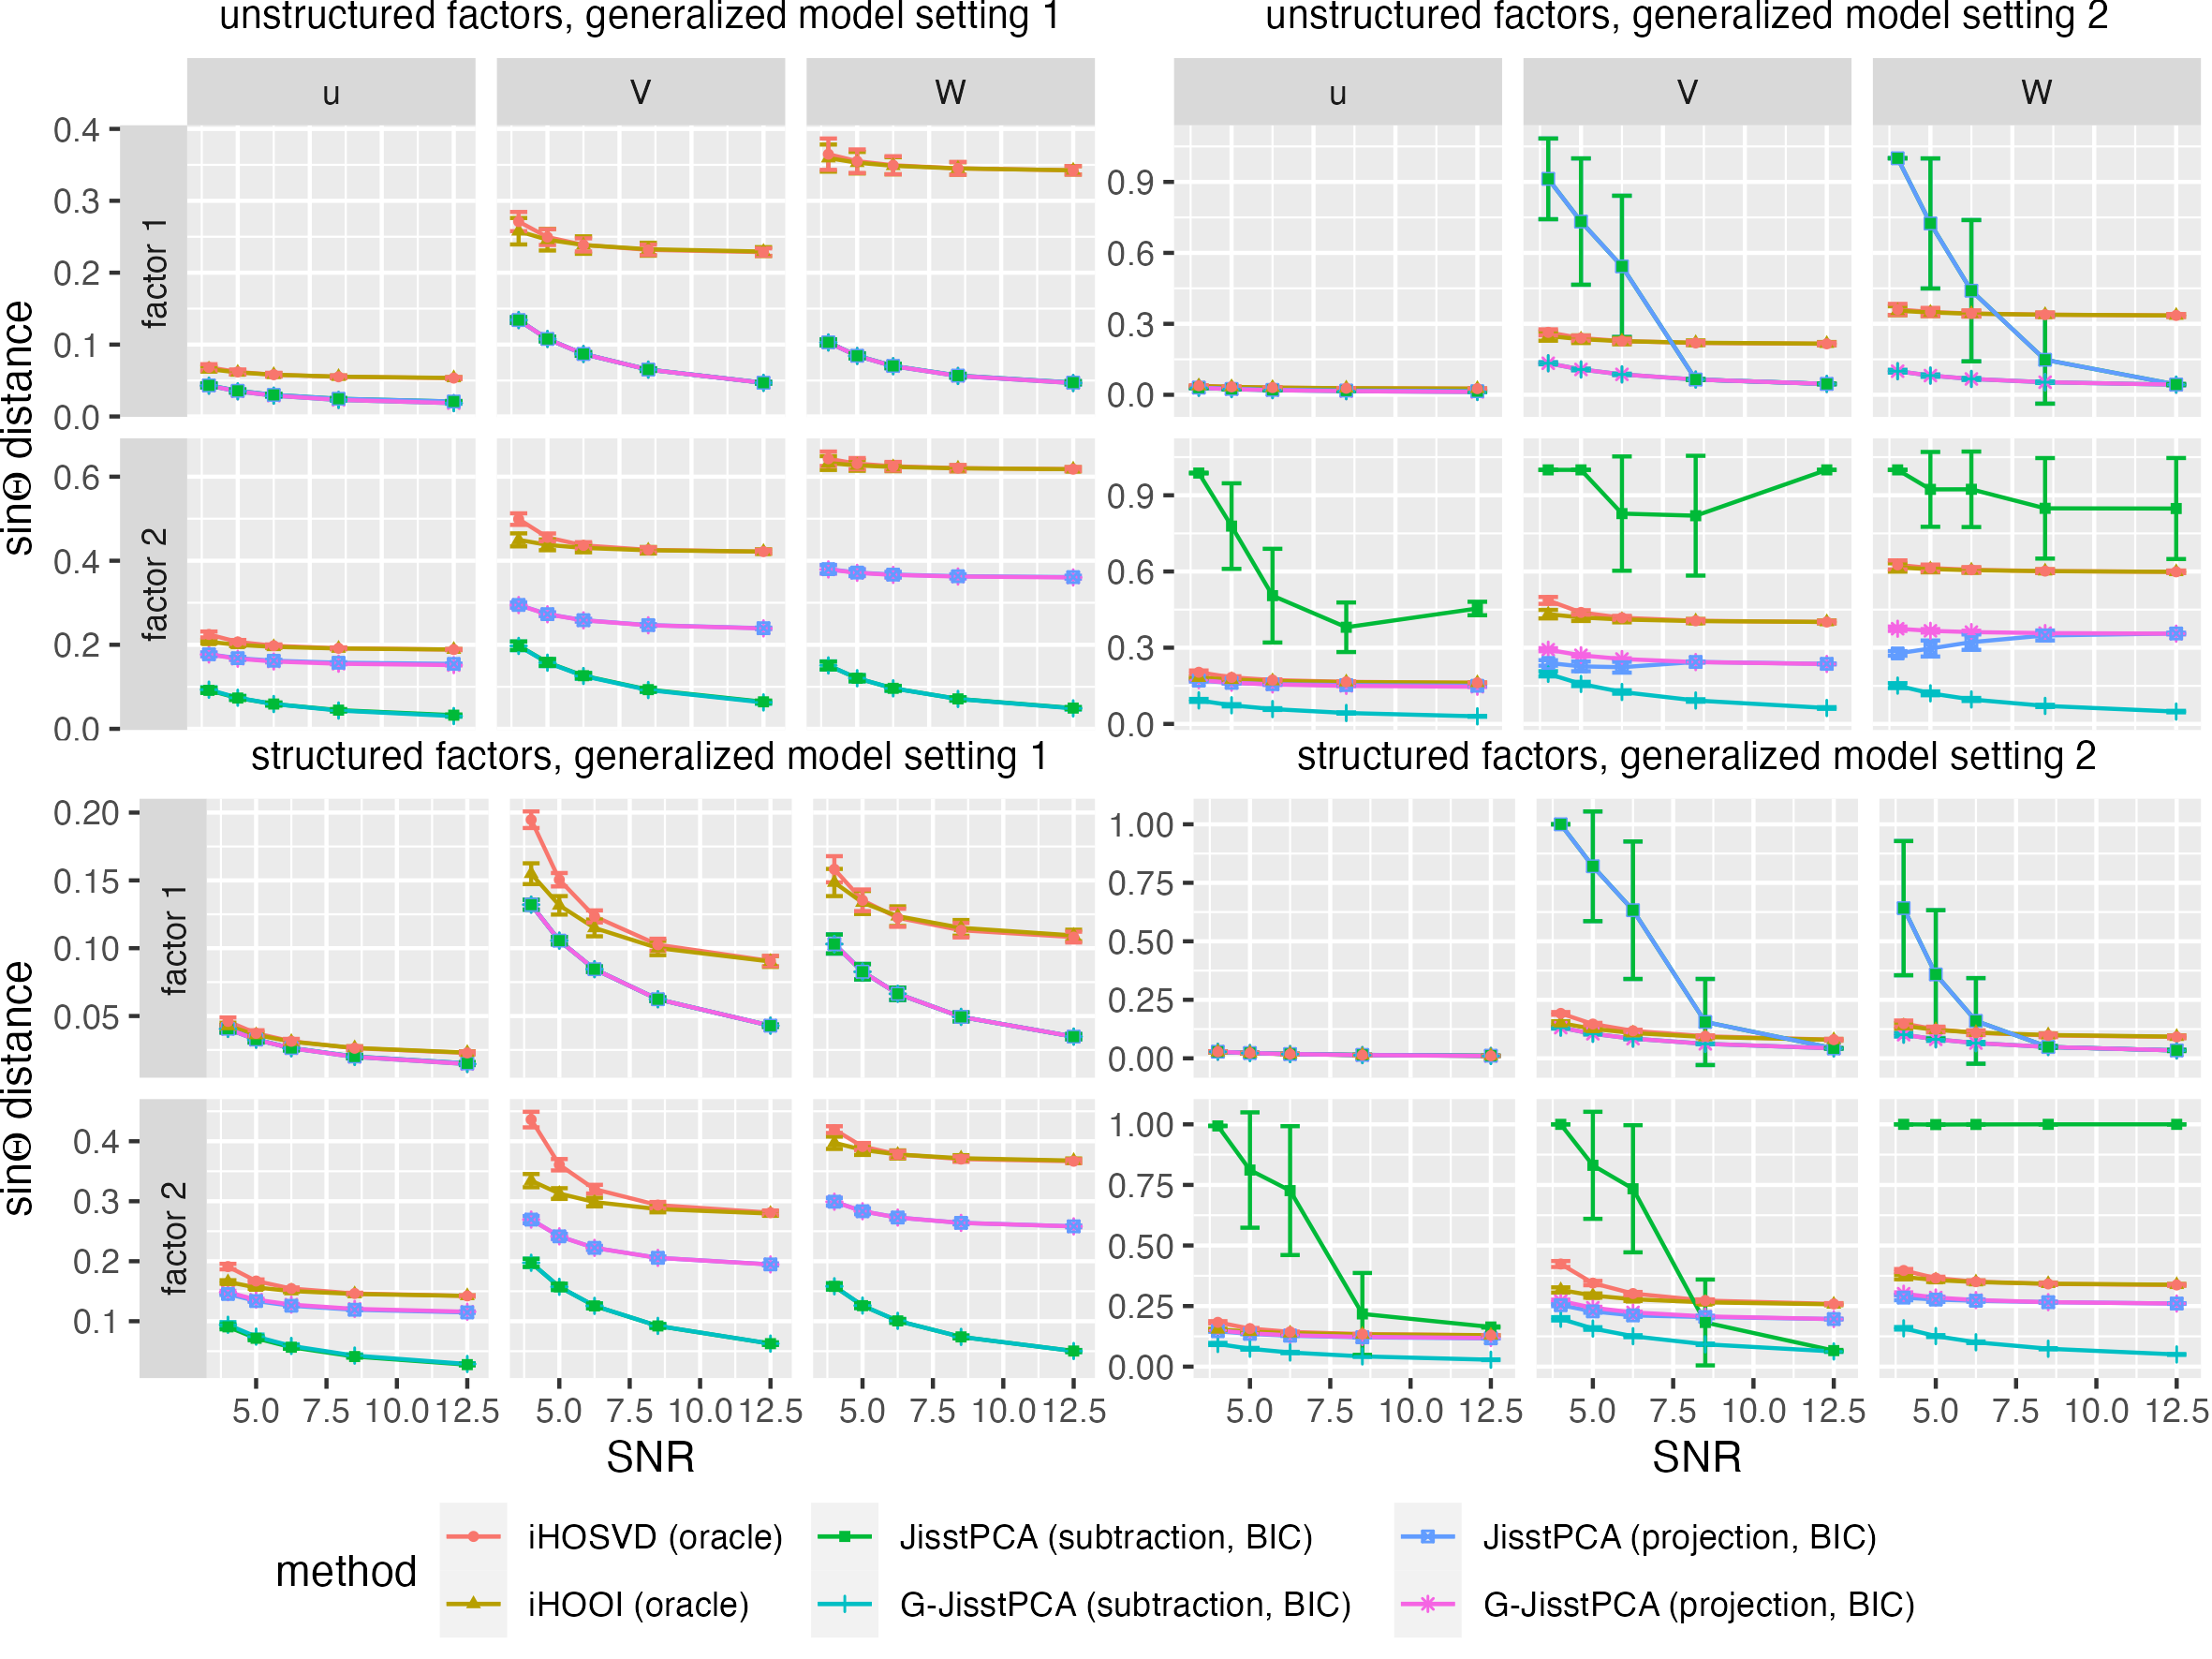 unstructured factors, generalized model setting 1
unstructured factors, generalized model setting 2
u
V
W
u
V
W
0.4
0.3
0.2
0.1
0.0
factor 1
0.9
0.6
0.3
0.0
sinΘ distance
0.6
0.4
0.2
0.0
factor 2
0.9
0.6
0.3
0.0
structured factors, generalized model setting 1
structured factors, generalized model setting 2
0.20
0.15
0.10
0.05
factor 1
1.00
0.75
0.50
0.25
0.00
sinΘ distance
0.4
0.3
0.2
0.1
factor 2
1.00
0.75
0.50
0.25
0.00
5.0 7.5 10.0 12.5
5.0 7.5 10.0 12.5
5.0 7.5 10.0 12.5
5.0 7.5 10.0 12.5
5.0 7.5 10.0 12.5
5.0 7.5 10.0 12.5
SNR
SNR
method
iHOSVD (oracle)
JisstPCA (subtraction, BIC)
JisstPCA (projection, BIC)
iHOOI (oracle)
G-JisstPCA (subtraction, BIC)
G-JisstPCA (projection, BIC)